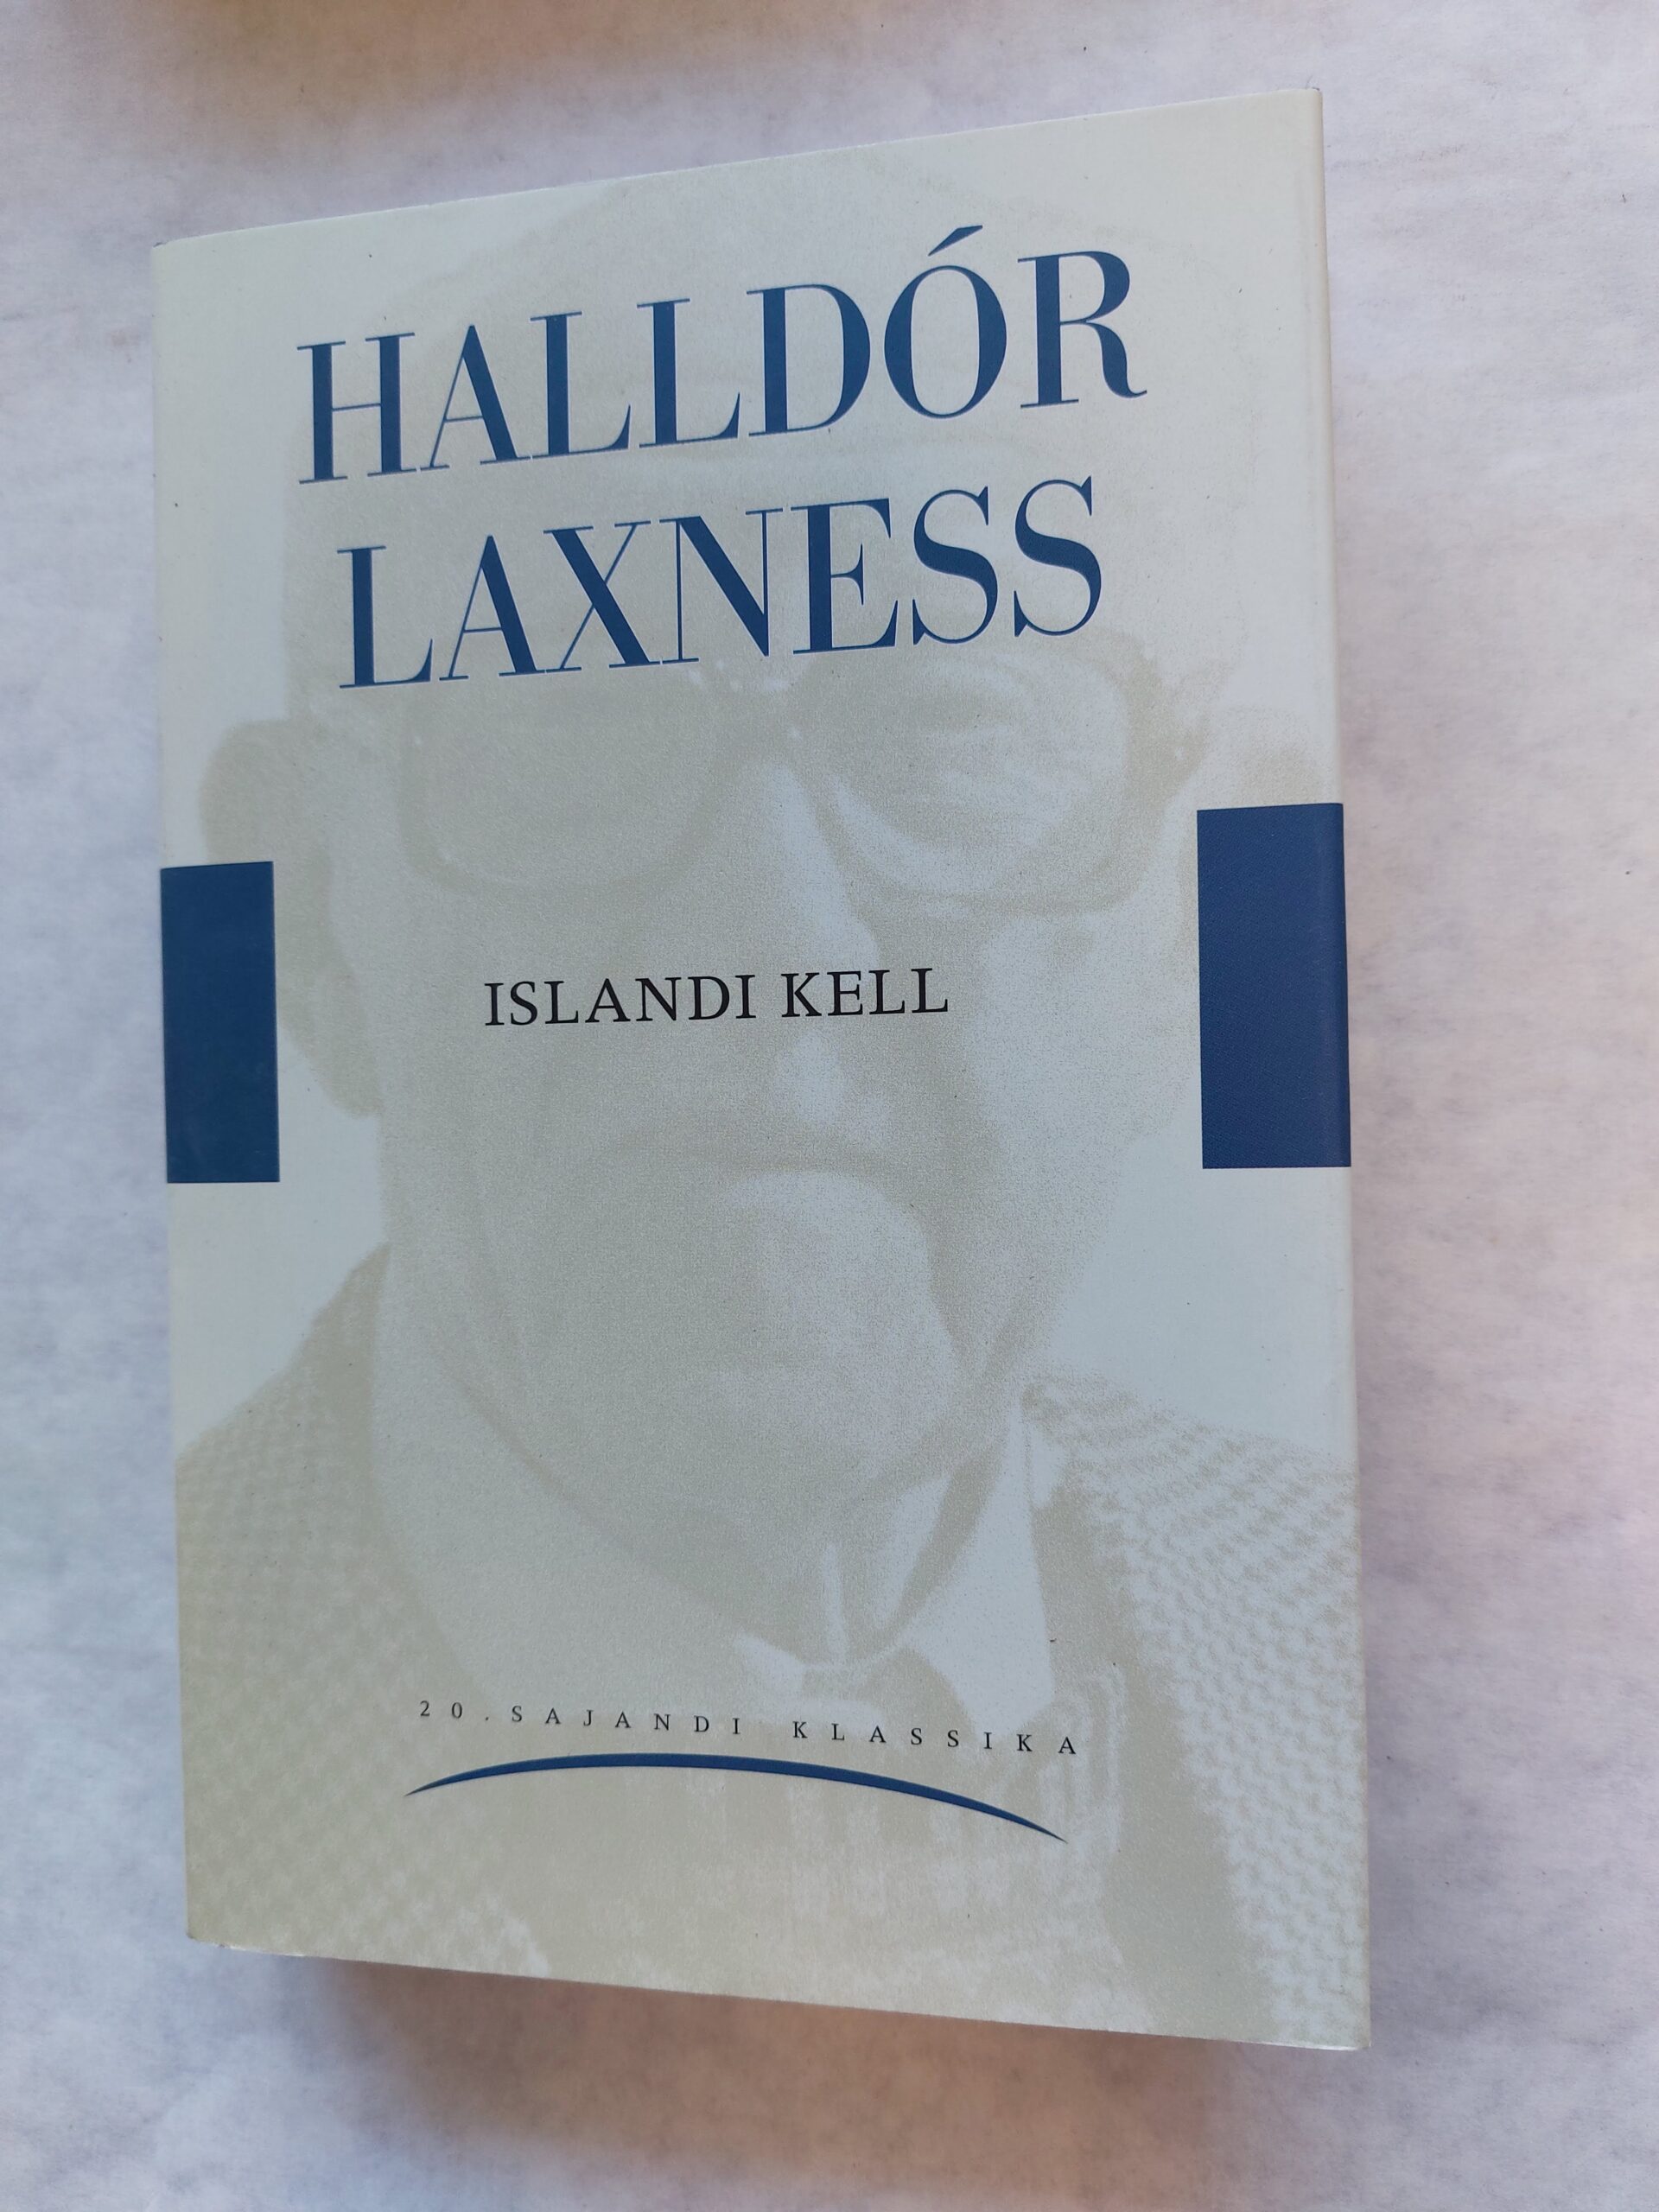 HALLDÓR
LAXNESS
ISLANDI KELL
20. SAJANDI KLASSIKA